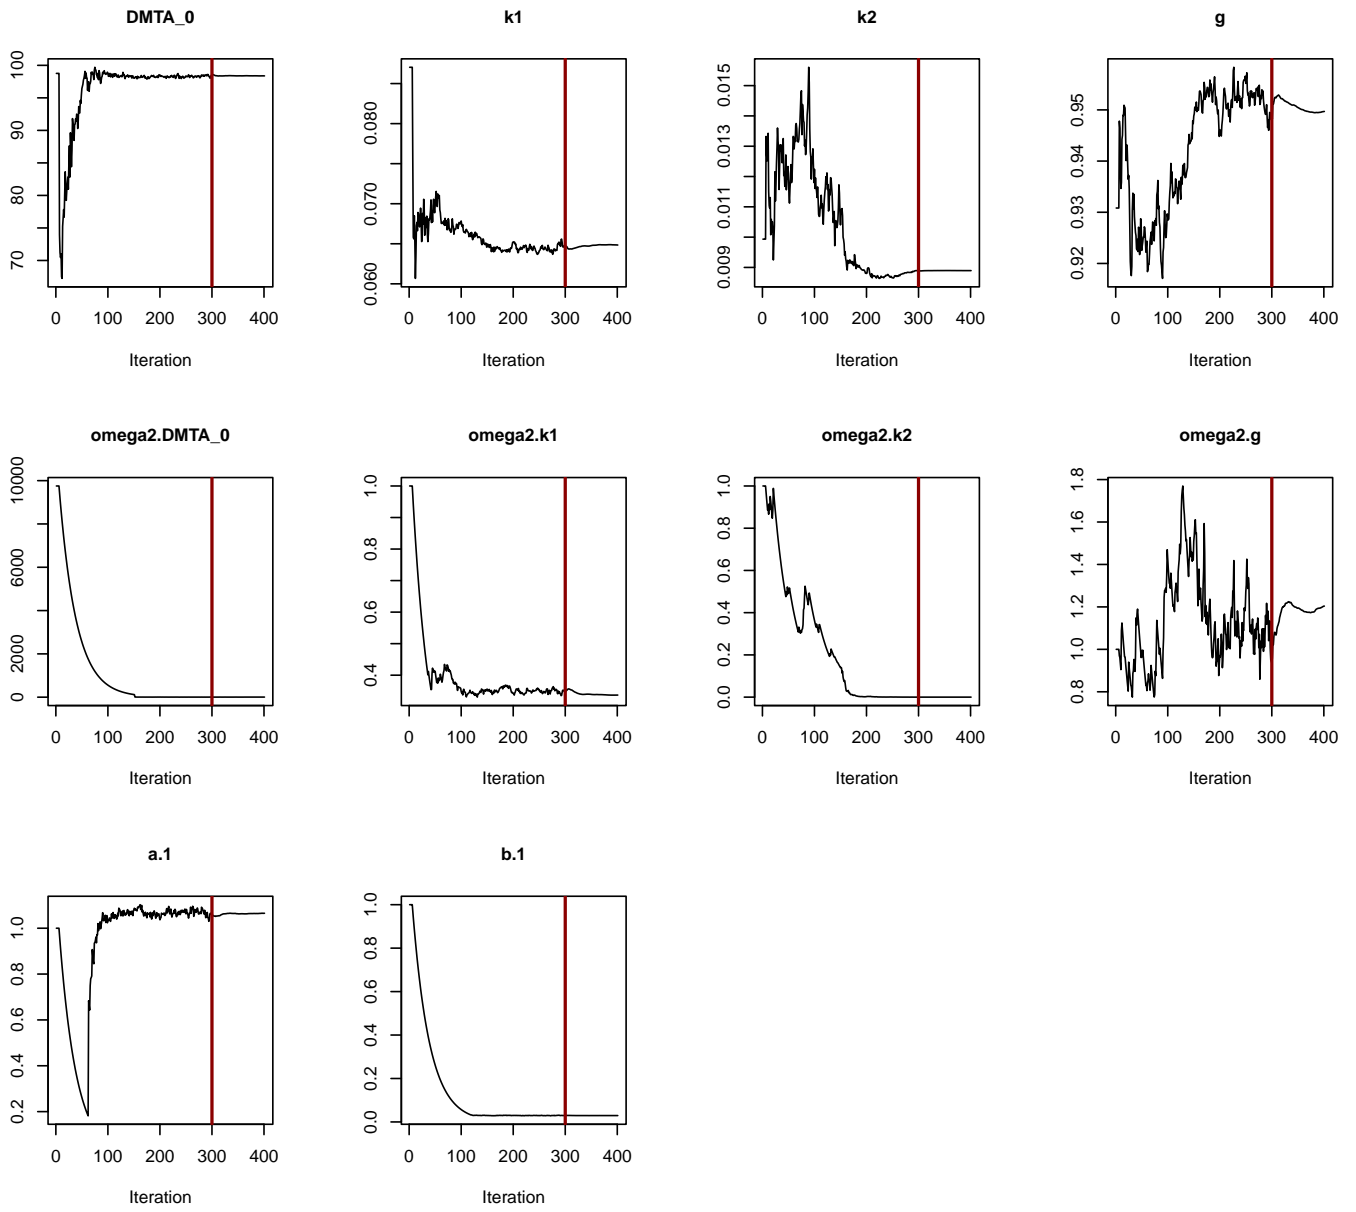 DMTA_0 k1 k2 g
100 90 80 70
0.080 0.070 0.060
0.015 0.013 0.011 0.009
0.95 0.94 0.93 0.92
0 100 200 300 400 0 100 200 300 400 0 100 200 300 400 0 100 200 300 400
Iteration Iteration Iteration Iteration
omega2.DMTA_0 omega2.k1 omega2.k2 omega2.g
10000 6000 2000 0
1.0 0.8 0.6 0.4
1.0 0.8 0.6 0.4 0.2 0.0
1.8 1.6 1.4 1.2 1.0 0.8
0 100 200 300 400 0 100 200 300 400 0 100 200 300 400 0 100 200 300 400
Iteration Iteration Iteration Iteration
a.1 b.1
1.0 0.8 0.6 0.4 0.2
1.0 0.8 0.6 0.4 0.2 0.0
0 100 200 300 400 0 100 200 300 400
Iteration Iteration